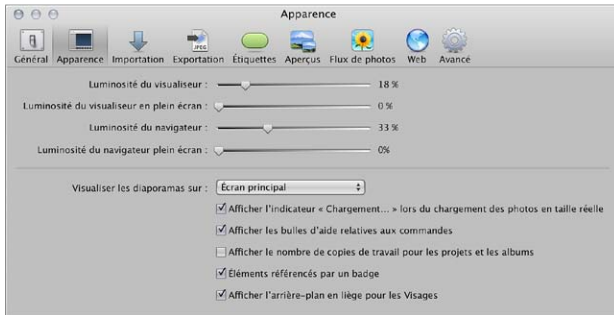 Apparence
Général Apparence Importation Exportation Étiquettes Aperçus Flux de photos Web Avancé
JPEG
Luminosité du visualiseur : 18 %
Luminosité du visualiseur en plein écran : 0 %
Luminosité du navigateur : 33 %
Luminosité du navigateur plein écran : 0%
Visualiser les diaporamas sur : Écran principal
Afficher l'indicateur « Chargement... » lors du chargement des photos en taille réelle
Afficher les bulles d'aide relatives aux commandes
Afficher le nombre de copies de travail pour les projets et les albums
Éléments référencés par un badge
Afficher l'arrière-plan en liège pour les Visages